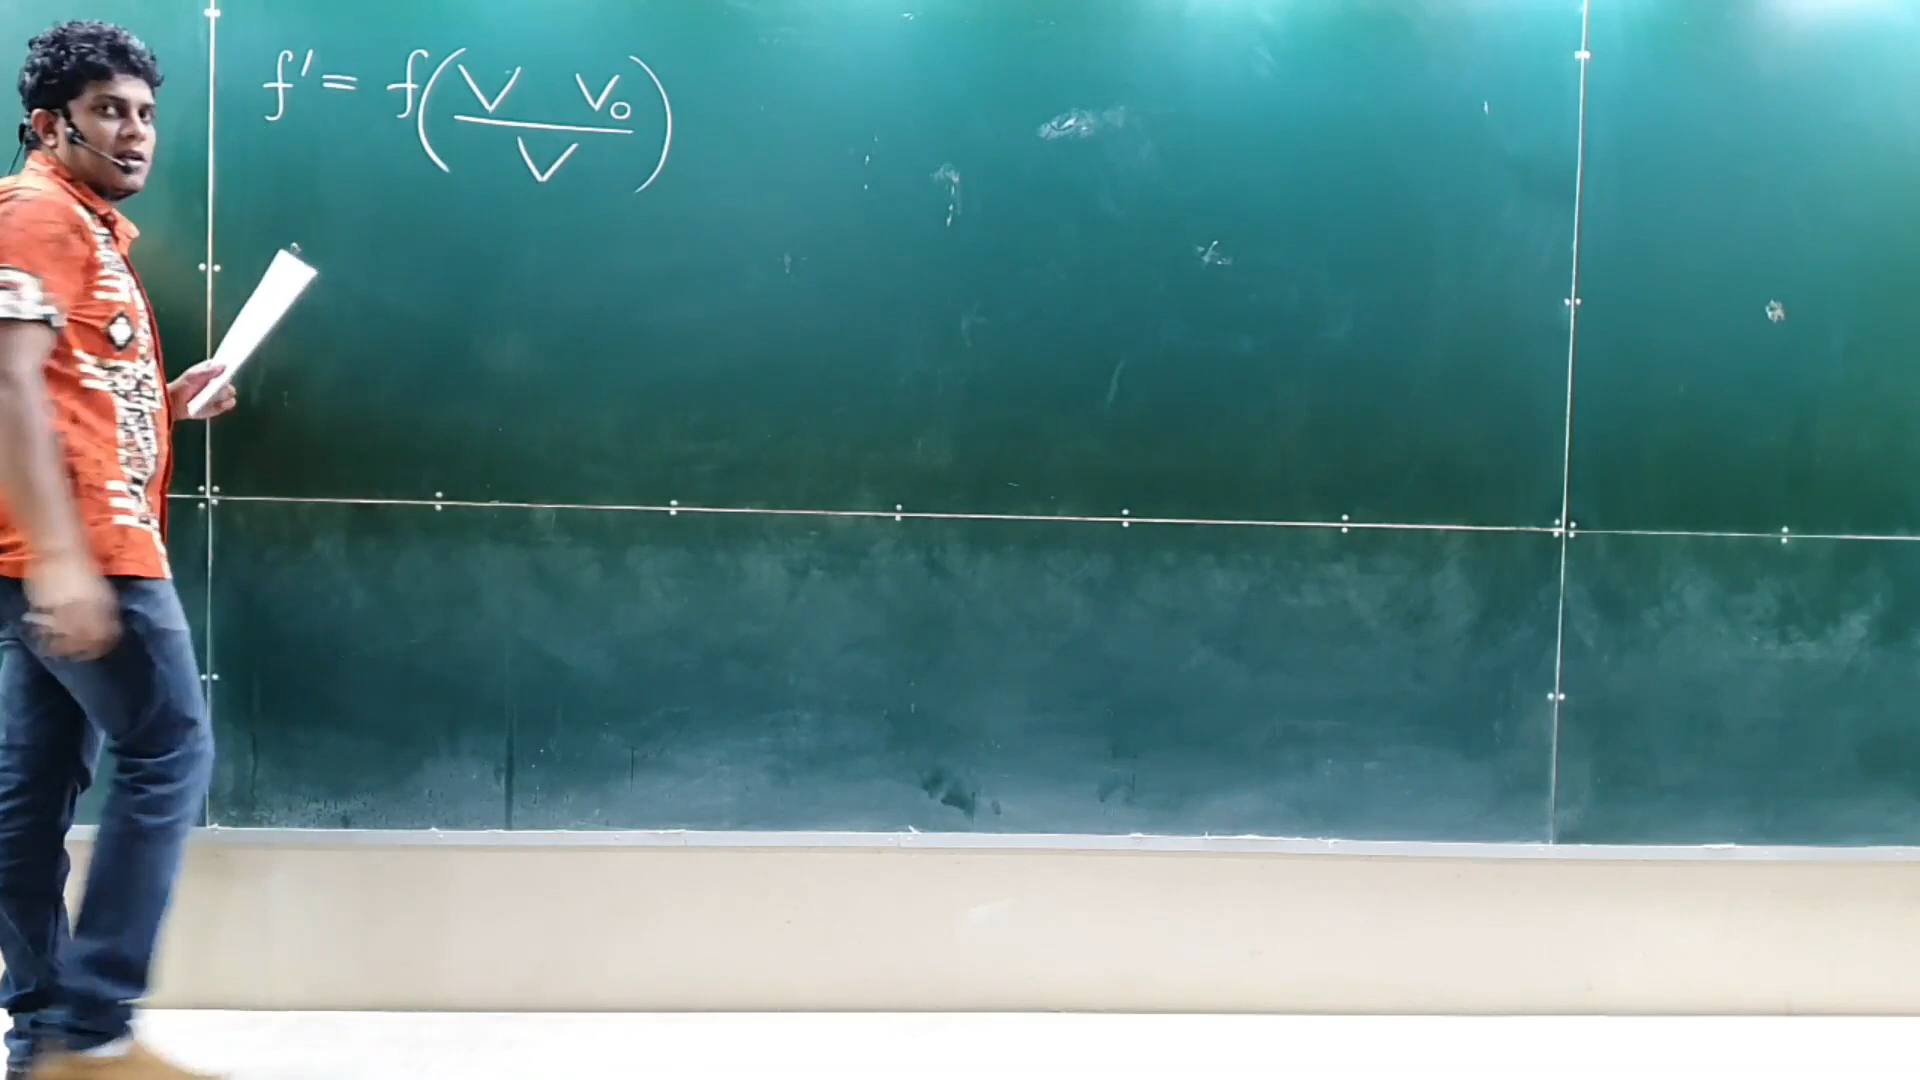 f' = f(V V₀ / V)